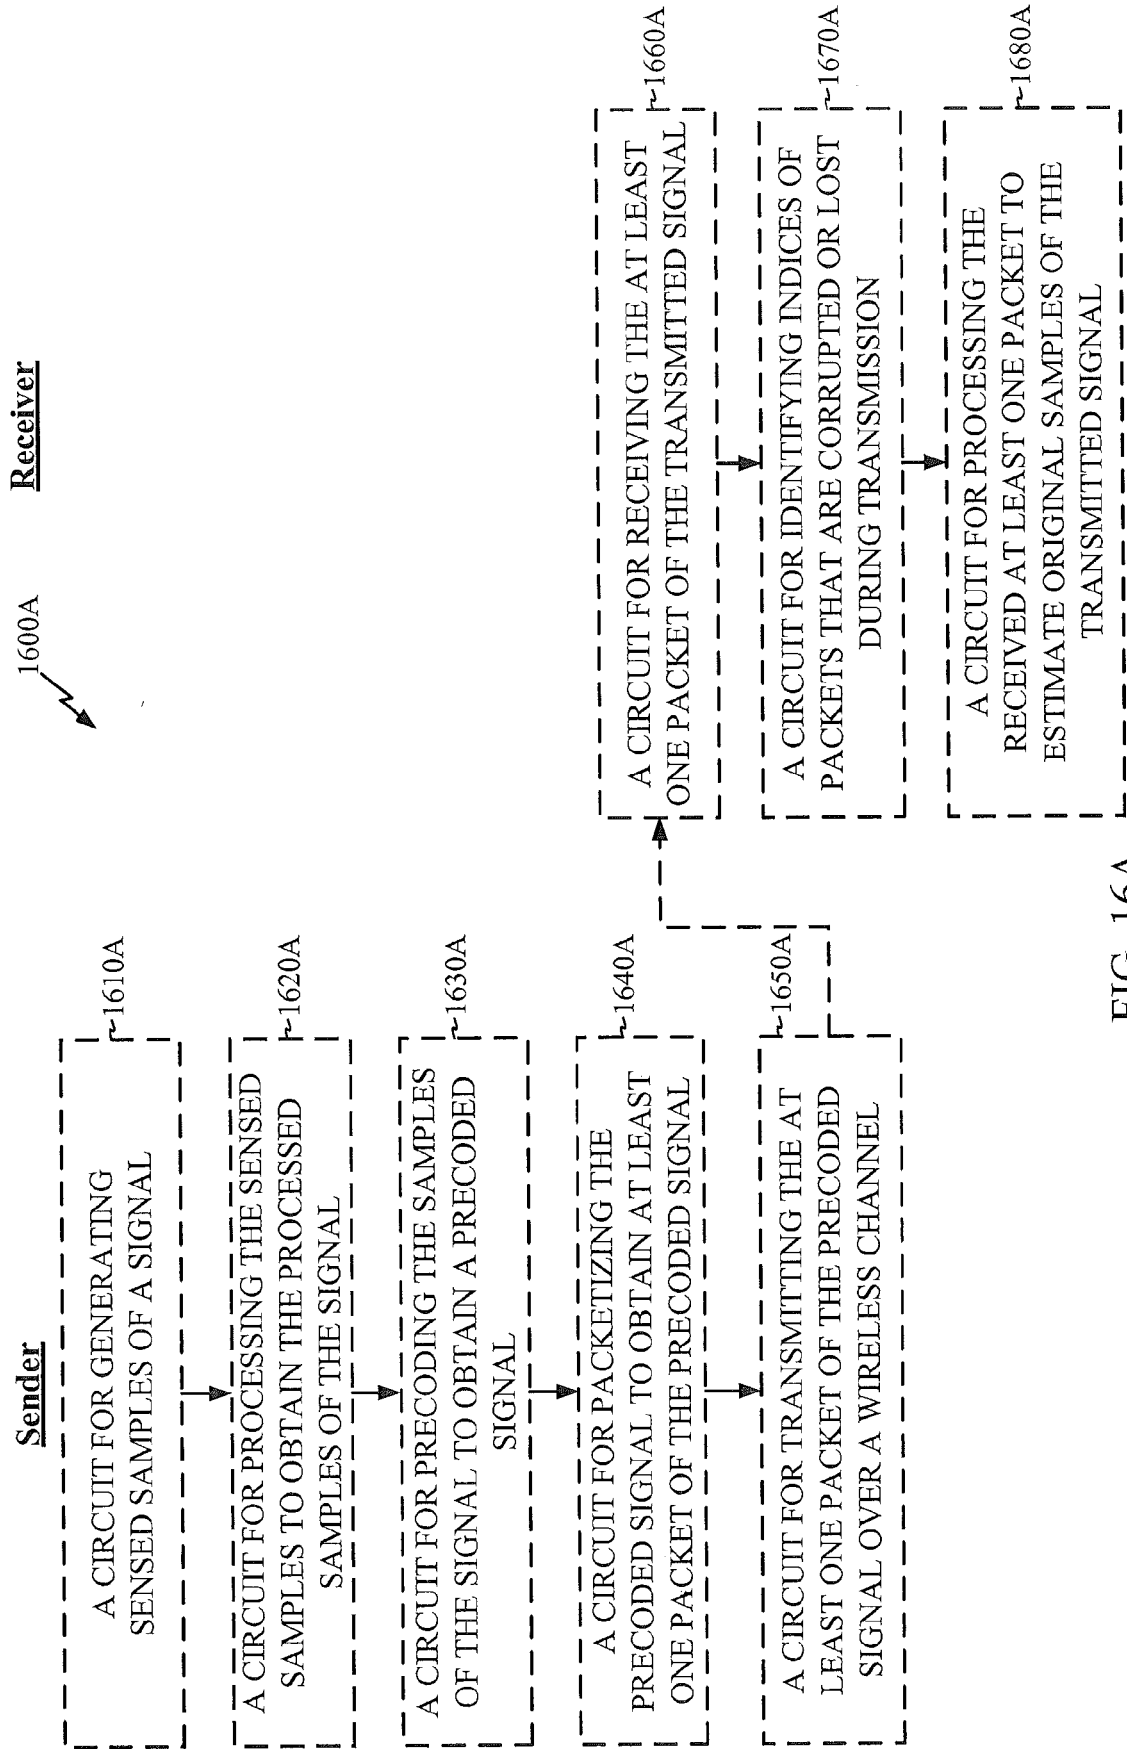 1600A
Sender
A CIRCUIT FOR GENERATING
SENSED SAMPLES OF A SIGNAL
1610A
A CIRCUIT FOR PROCESSING THE SENSED
SAMPLES TO OBTAIN THE PROCESSED
SAMPLES OF THE SIGNAL
1620A
A CIRCUIT FOR PRECODING THE SAMPLES
OF THE SIGNAL TO OBTAIN A PRECODED
SIGNAL
1630A
A CIRCUIT FOR PACKETIZING THE
PRECODED SIGNAL TO OBTAIN AT LEAST
ONE PACKET OF THE PRECODED SIGNAL
1640A
A CIRCUIT FOR TRANSMITTING THE AT
LEAST ONE PACKET OF THE PRECODED
SIGNAL OVER A WIRELESS CHANNEL
1650A
Receiver
A CIRCUIT FOR RECEIVING THE AT LEAST
ONE PACKET OF THE TRANSMITTED SIGNAL
1660A
A CIRCUIT FOR IDENTIFYING INDICES OF
PACKETS THAT ARE CORRUPTED OR LOST
DURING TRANSMISSION
1670A
A CIRCUIT FOR PROCESSING THE
RECEIVED AT LEAST ONE PACKET TO
ESTIMATE ORIGINAL SAMPLES OF THE
TRANSMITTED SIGNAL
1680A
FIG. 16A